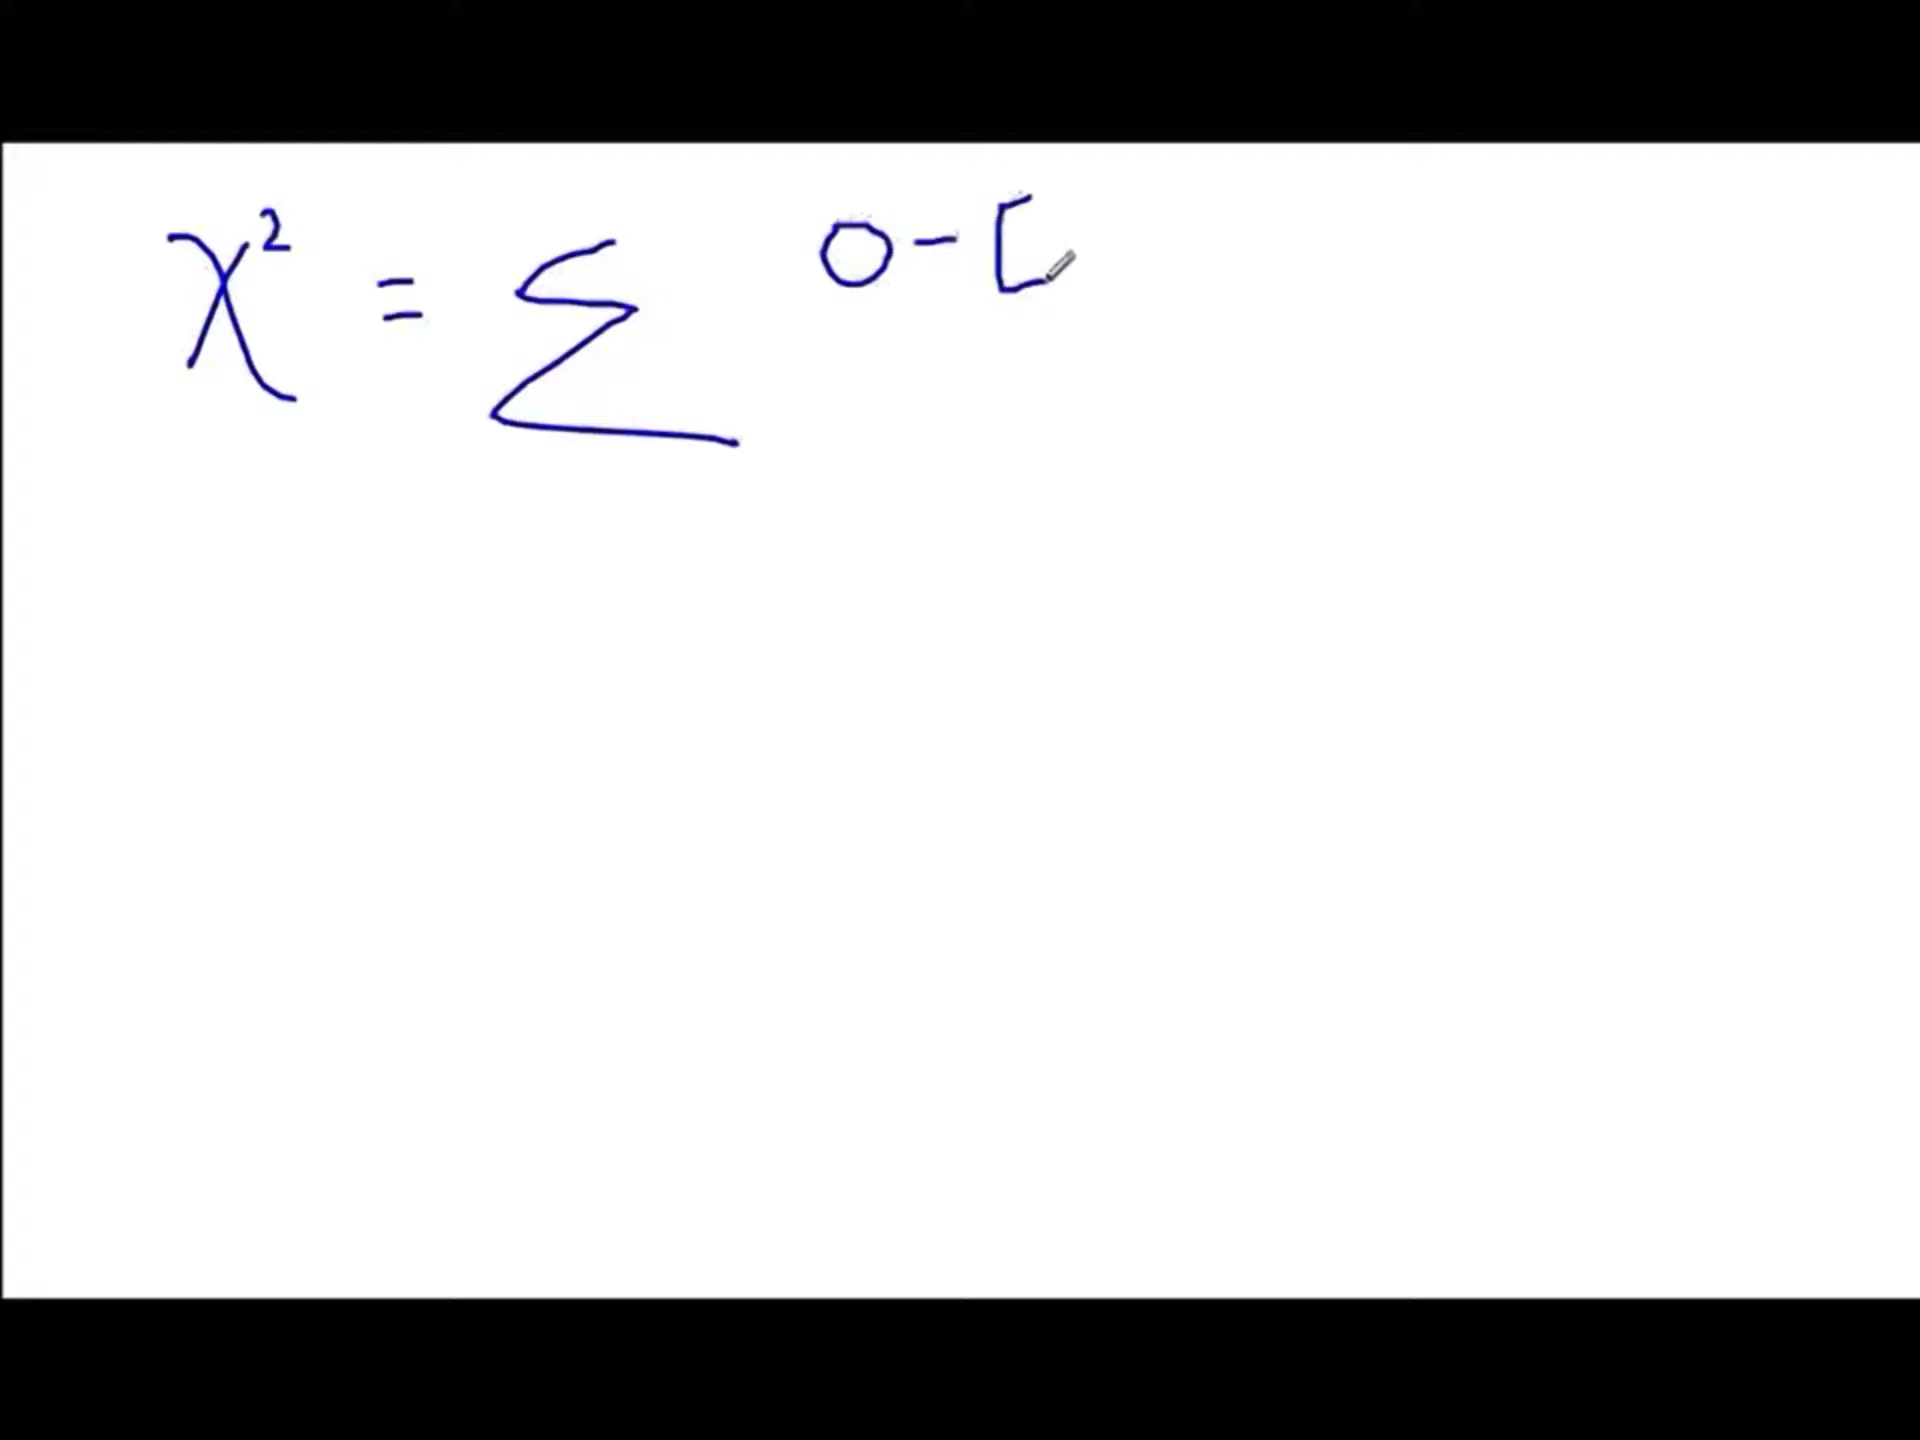 χ² = Σ O - [